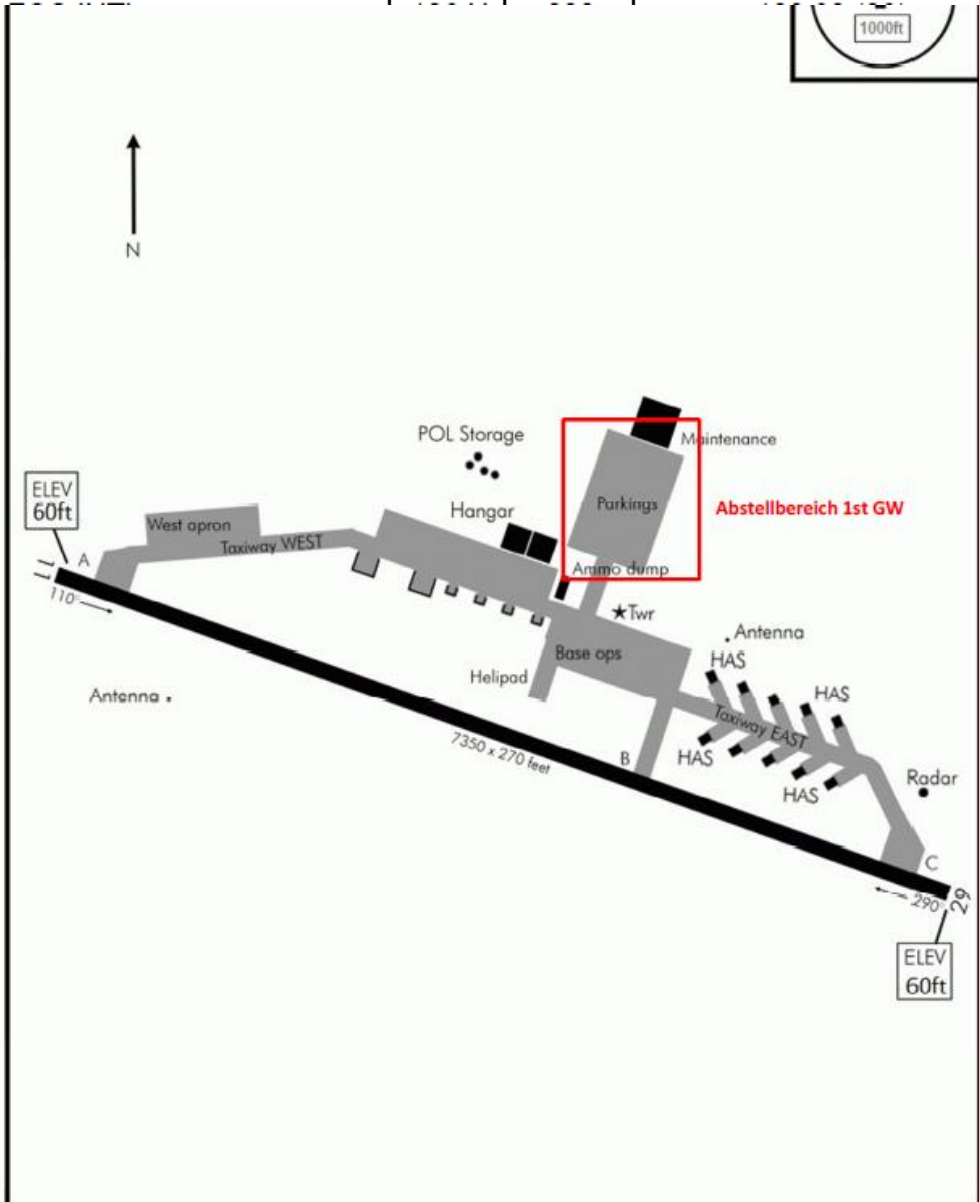 1000ft
N
POL Storage
Maintenance
ELEV
60ft
Parkings
Abstellbereich 1st GW
Hangar
West apron
Taxiway WEST
A
11
110°
Ammo dump
Twr
Antenna
Base ops
HAS
Helipad
HAS
Antenna
Taxiway EAST
7350 x 270 feet
B
HAS
HAS
Radar
C
290°
29
ELEV
60ft